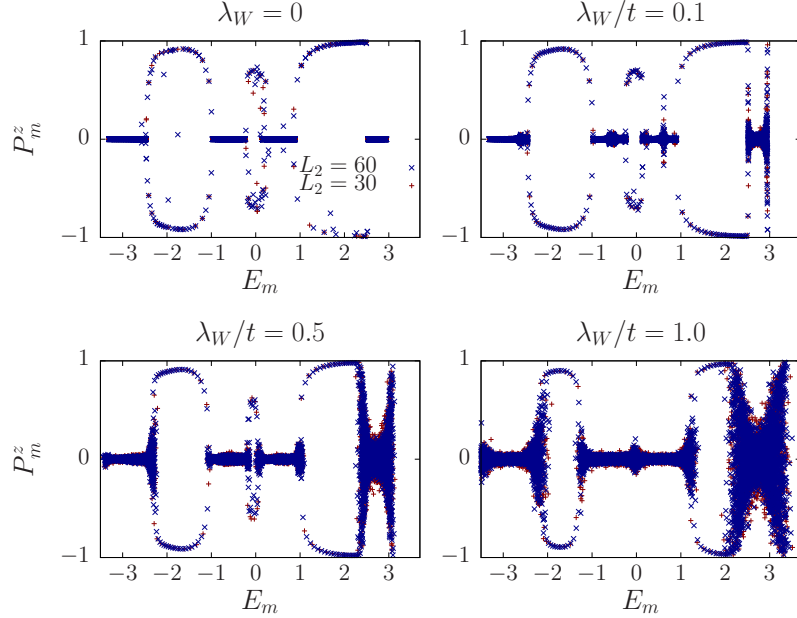 λ_W = 0
λ_W/t = 0.1
P^z_m
1
0
−1
L_2 = 60
L_2 = 30
−3 −2 −1 0 1 2 3
E_m
1
0
−1
−3 −2 −1 0 1 2 3
E_m
λ_W/t = 0.5
λ_W/t = 1.0
P^z_m
1
0
−1
−3 −2 −1 0 1 2 3
E_m
1
0
−1
−3 −2 −1 0 1 2 3
E_m